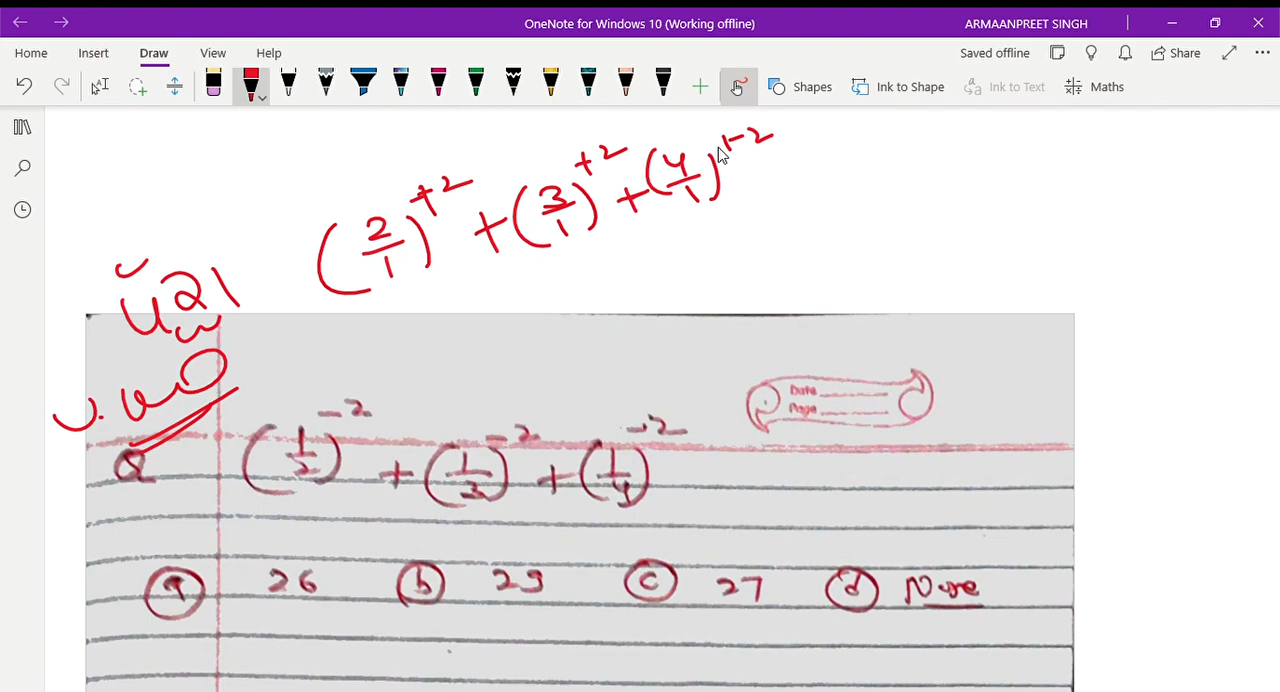 OneNote for Windows 10 (Working offline) ARMAANPREET SINGH
Home Insert Draw View Help Saved offline Share
Shapes Ink to Shape Ink to Text Maths
(2/1)^+2 + (3/1)^+2 + (4/1)^+2
Date
Page
Q (1/2)^-2 + (1/3)^-2 + (1/4)^-2
(a) 26 (b) 29 (c) 27 (d) None